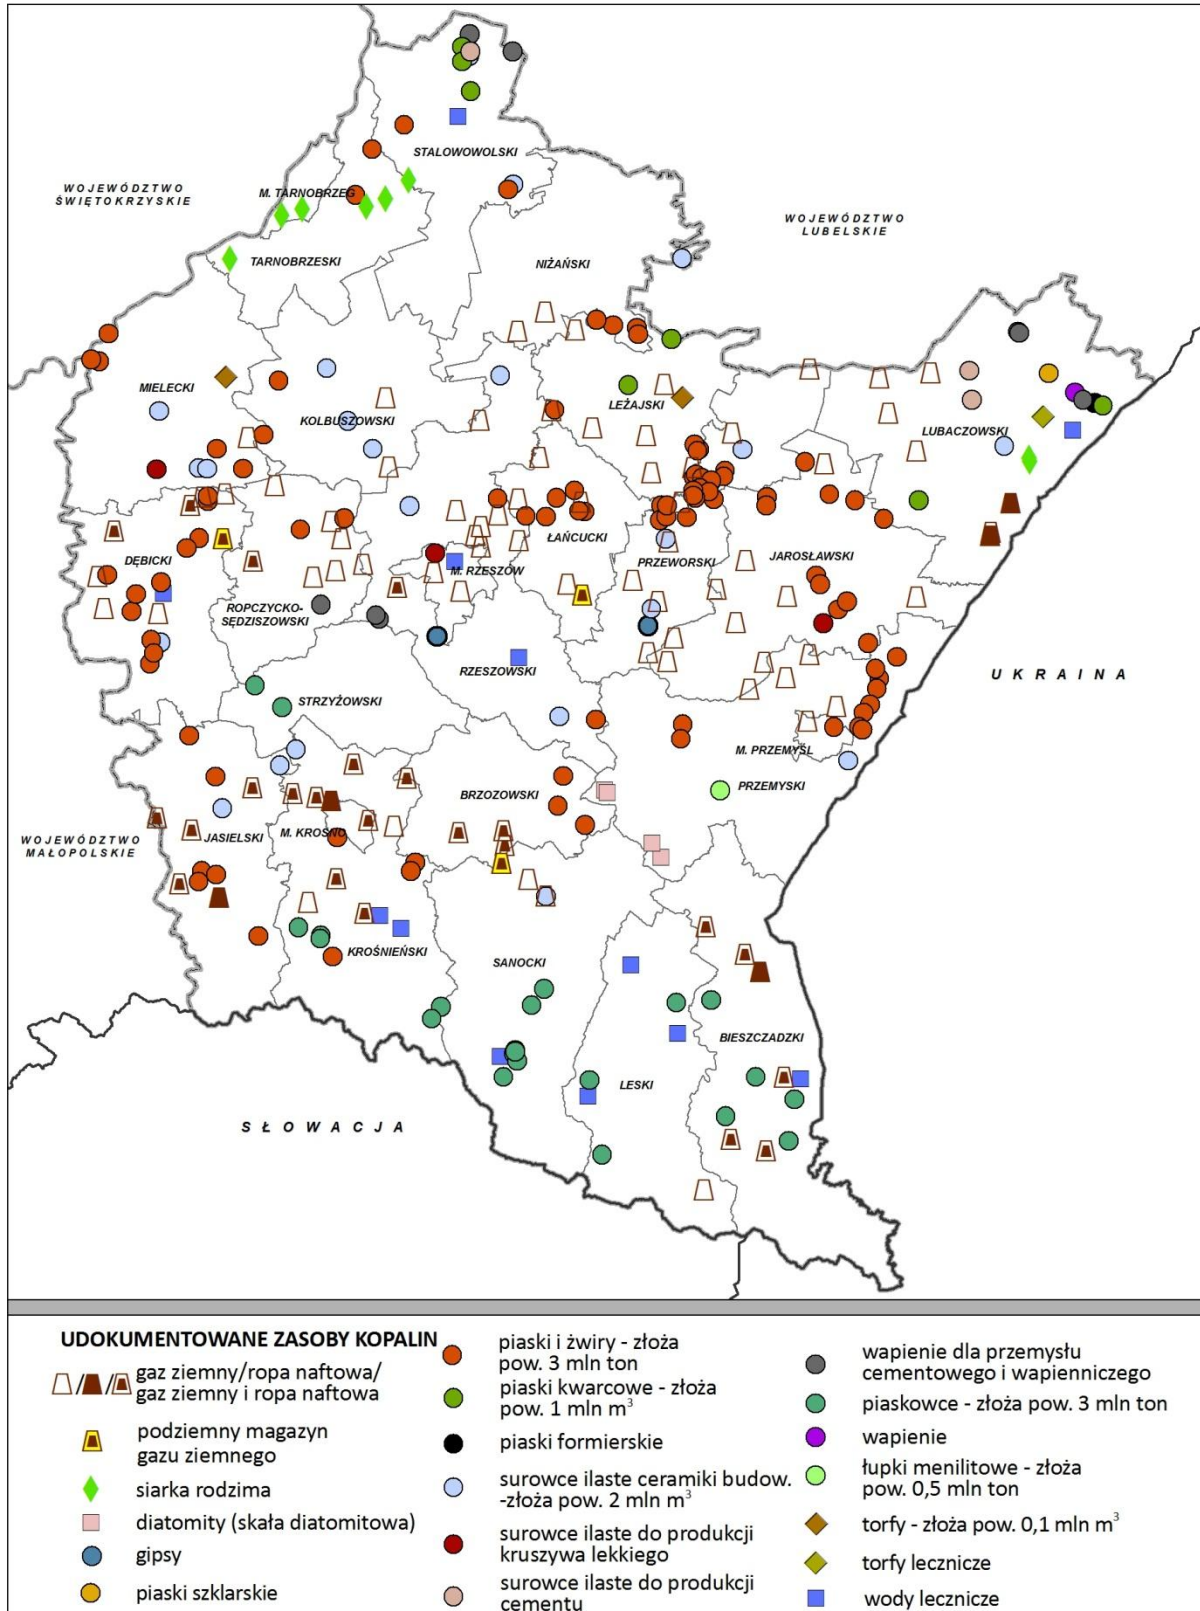 STALOWOWOLSKI
WOJEWÓDZTWO
ŚWIĘTOKRZYSKIE
M. TARNOBRZEG
WOJEWÓDZTWO
LUBELSKIE
TARNOBRZESKI
NIŻAŃSKI
MIELECKI
KOLBUSZOWSKI
LEŻAJSKI
LUBACZOWSKI
DĘBICKI
ŁAŃCUCKI
M. RZESZÓW
PRZEWORSKI
JAROSŁAWSKI
ROPCZYCKO-
SĘDZISZOWSKI
RZESZOWSKI
UKRAINA
STRZYŻOWSKI
M. PRZEMYŚL
PRZEMYSKI
BRZOZOWSKI
WOJEWÓDZTWO
MAŁOPOLSKIE
JASIELSKI
M. KROSNO
KROŚNIEŃSKI
SANOCKI
BIESZCZADZKI
LESKI
SŁOWACJA
UDOKUMENTOWANE ZASOBY KOPALIN
gaz ziemny/ropa naftowa/
gaz ziemny i ropa naftowa
podziemny magazyn
gazu ziemnego
siarka rodzima
diatomity (skała diatomitowa)
gipsy
piaski szklarskie
piaski i żwiry - złoża
pow. 3 mln ton
piaski kwarcowe - złoża
pow. 1 mln m³
piaski formierskie
surowce ilaste ceramiki budow.
-złoża pow. 2 mln m³
surowce ilaste do produkcji
kruszywa lekkiego
surowce ilaste do produkcji
cementu
wapienie dla przemysłu
cementowego i wapienniczego
piaskowce - złoża pow. 3 mln ton
wapienie
łupki menilitowe - złoża
pow. 0,5 mln ton
torfy - złoża pow. 0,1 mln m³
torfy lecznicze
wody lecznicze